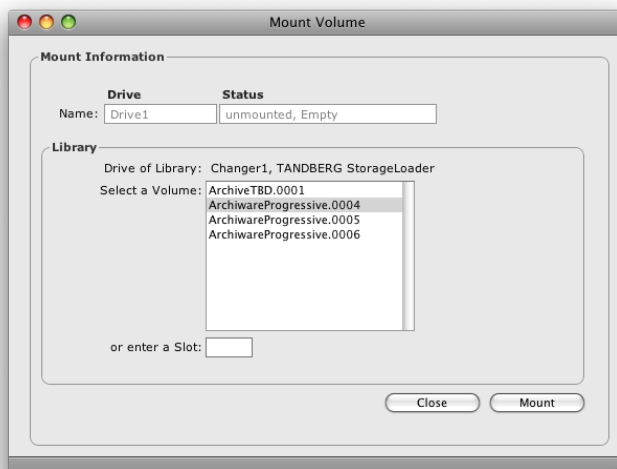 Mount Volume
Mount Information
Drive Status
Name: Drive1 unmounted, Empty
Library
Drive of Library: Changer1, TANDBERG StorageLoader
Select a Volume: ArchiveTBD.0001
ArchiwareProgressive.0004
ArchiwareProgressive.0005
ArchiwareProgressive.0006
or enter a Slot:
Close Mount